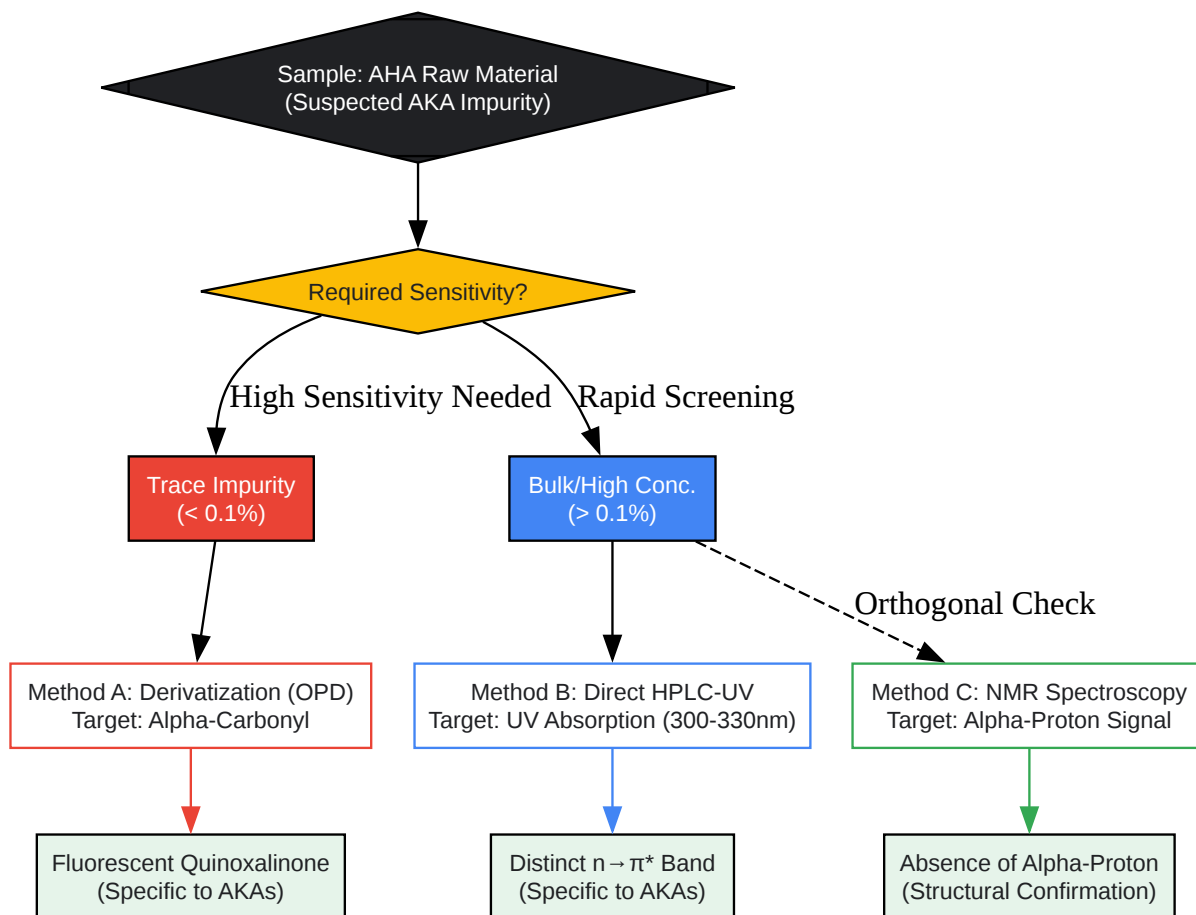 Sample: AHA Raw Material
(Suspected AKA Impurity)
Required Sensitivity?
High Sensitivity Needed
Rapid Screening
Trace Impurity
(< 0.1%)
Bulk/High Conc.
(> 0.1%)
Orthogonal Check
Method A: Derivatization (OPD)
Target: Alpha-Carbonyl
Method B: Direct HPLC-UV
Target: UV Absorption (300-330nm)
Method C: NMR Spectroscopy
Target: Alpha-Proton Signal
Fluorescent Quinoxalinone
(Specific to AKAs)
Distinct n→π* Band
(Specific to AKAs)
Absence of Alpha-Proton
(Structural Confirmation)